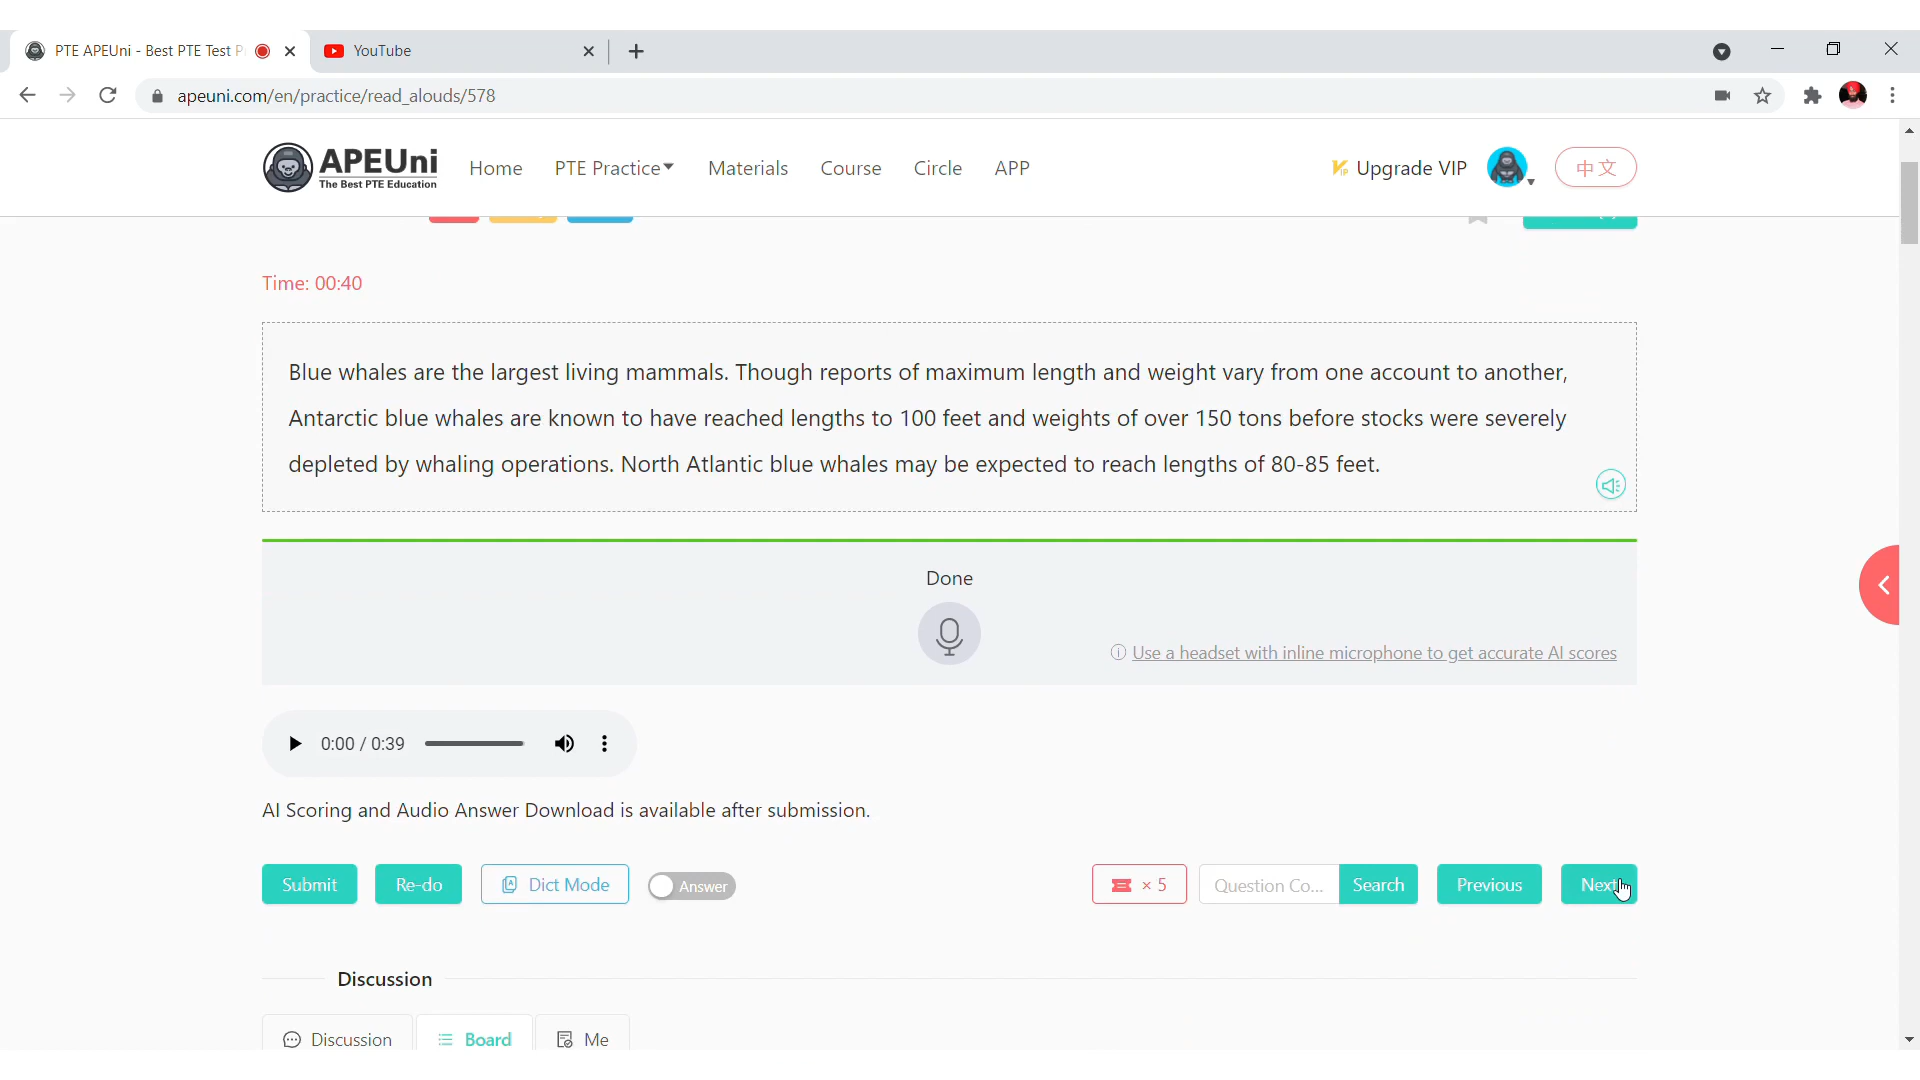 PTE APEUni - Best PTE Test P
YouTube
apeuni.com/en/practice/read_alouds/578
APEUni
The Best PTE Education
Home
PTE Practice
Materials
Course
Circle
APP
Upgrade VIP
中文
Time: 00:40
Blue whales are the largest living mammals. Though reports of maximum length and weight vary from one account to another,
Antarctic blue whales are known to have reached lengths to 100 feet and weights of over 150 tons before stocks were severely
depleted by whaling operations. North Atlantic blue whales may be expected to reach lengths of 80-85 feet.
Done
Use a headset with inline microphone to get accurate AI scores
0:00 / 0:39
AI Scoring and Audio Answer Download is available after submission.
Submit
Re-do
Dict Mode
Answer
× 5
Question Co...
Search
Previous
Next
Discussion
Discussion
Board
Me